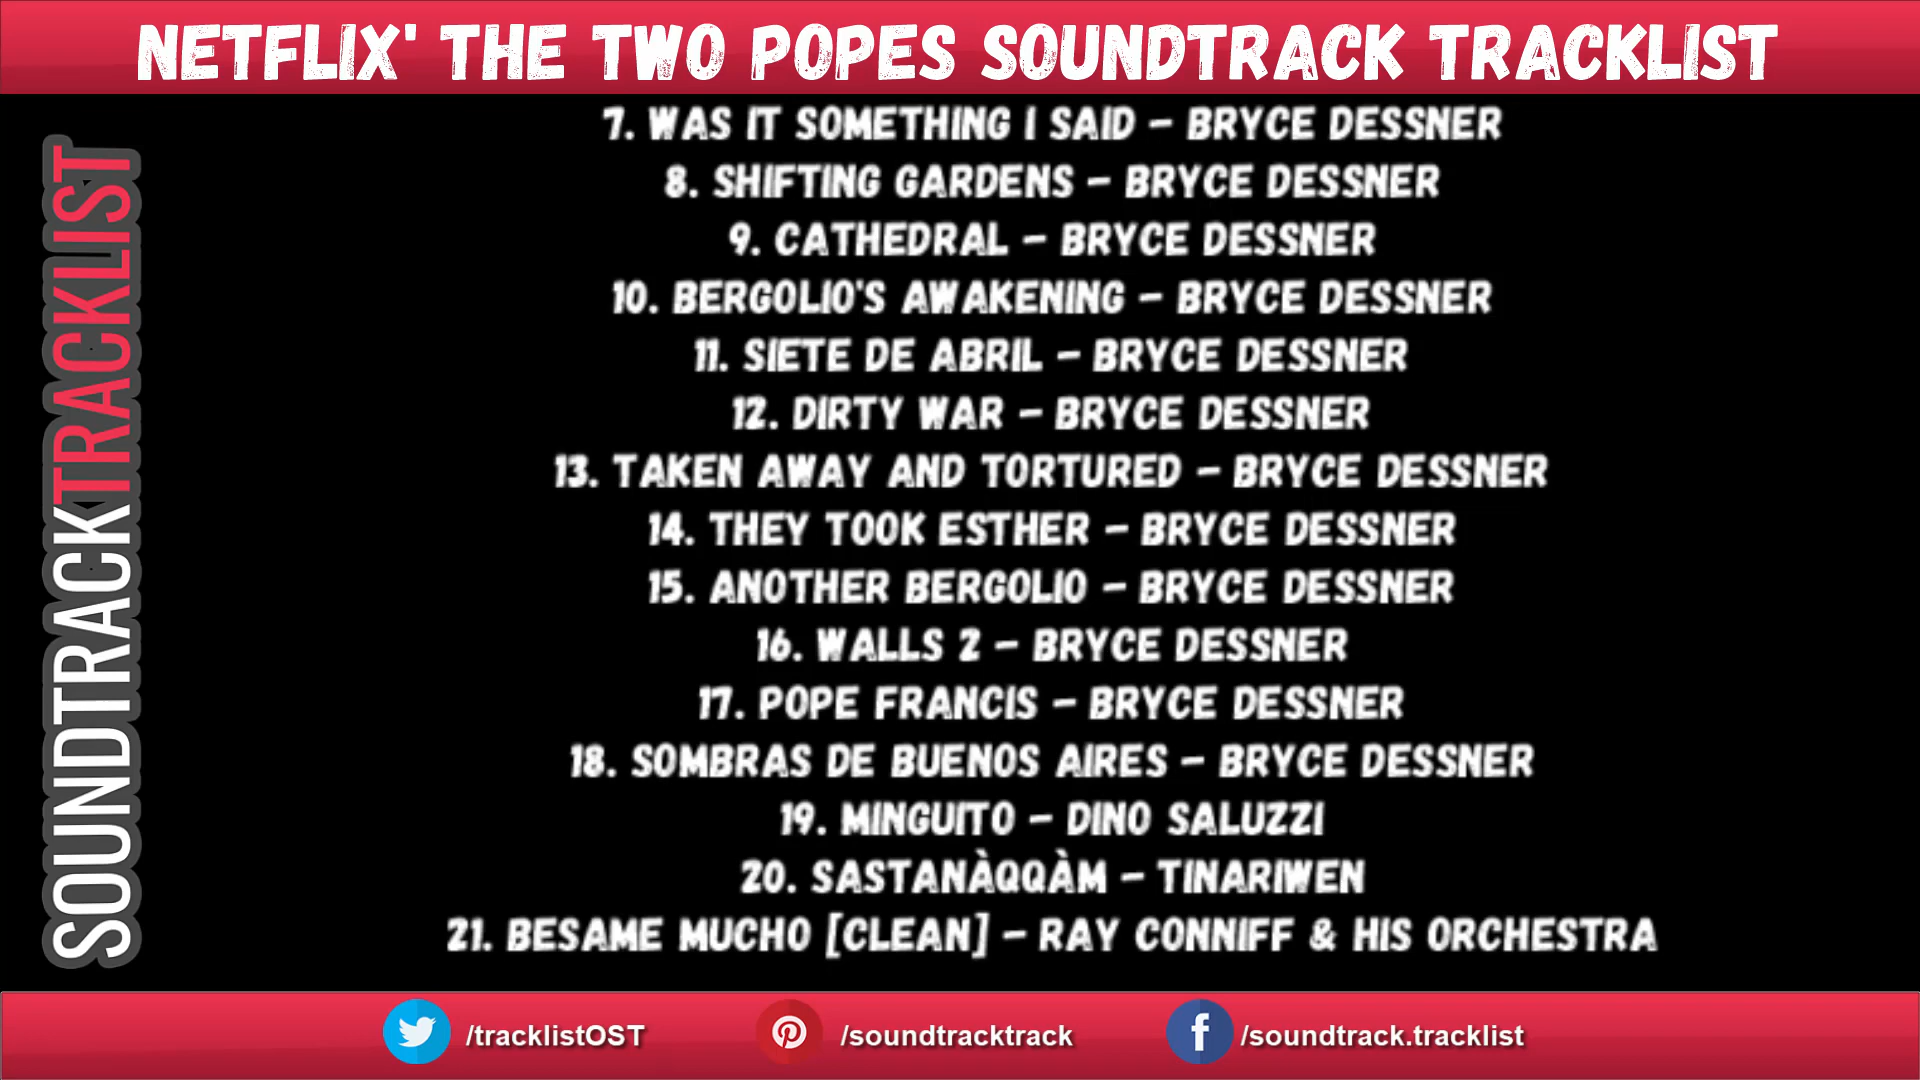 NETFLIX' THE TWO POPES SOUNDTRACK TRACKLIST
SOUNDTRACKTRACKLIST
7. WAS IT SOMETHING I SAID – BRYCE DESSNER
8. SHIFTING GARDENS – BRYCE DESSNER
9. CATHEDRAL – BRYCE DESSNER
10. BERGOLIO'S AWAKENING – BRYCE DESSNER
11. SIETE DE ABRIL – BRYCE DESSNER
12. DIRTY WAR – BRYCE DESSNER
13. TAKEN AWAY AND TORTURED – BRYCE DESSNER
14. THEY TOOK ESTHER – BRYCE DESSNER
15. ANOTHER BERGOLIO – BRYCE DESSNER
16. WALLS 2 – BRYCE DESSNER
17. POPE FRANCIS – BRYCE DESSNER
18. SOMBRAS DE BUENOS AIRES – BRYCE DESSNER
19. MINGUITO – DINO SALUZZI
20. SASTANÀQQÀM – TINARIWEN
21. BESAME MUCHO [CLEAN] – RAY CONNIFF & HIS ORCHESTRA
/tracklistOST
/soundtracktrack
/soundtrack.tracklist